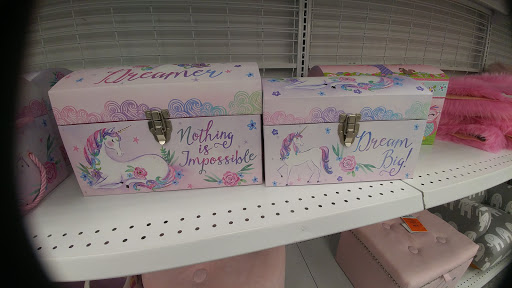 Dreamer
Nothing
is
Impossible
Dream
Big!